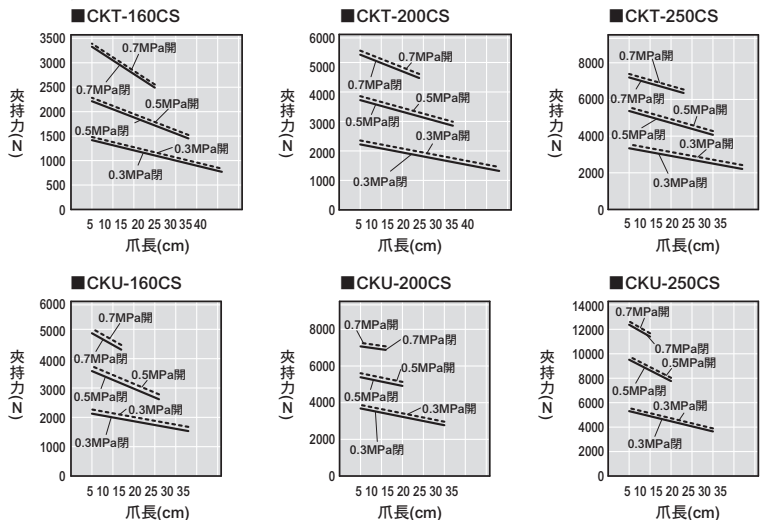 ■CKT-160CS
3500
3000
2500
2000
1500
1000
500
0
夾持力(N)
0.7MPa開
0.7MPa閉
0.5MPa開
0.5MPa閉
0.3MPa開
0.3MPa閉
5 10 15 20 25 30 35 40
爪長(cm)
■CKT-200CS
6000
5000
4000
3000
2000
1000
0
夾持力(N)
0.7MPa開
0.7MPa閉
0.5MPa開
0.5MPa閉
0.3MPa開
0.3MPa閉
5 10 15 20 25 30 35 40
爪長(cm)
■CKT-250CS
8000
6000
4000
2000
0
夾持力(N)
0.7MPa開
0.7MPa閉
0.5MPa開
0.5MPa閉
0.3MPa開
0.3MPa閉
5 10 15 20 25 30 35
爪長(cm)
■CKU-160CS
6000
5000
4000
3000
2000
1000
0
夾持力(N)
0.7MPa開
0.7MPa閉
0.5MPa開
0.5MPa閉
0.3MPa開
0.3MPa閉
5 10 15 20 25 30 35
爪長(cm)
■CKU-200CS
8000
6000
4000
2000
0
夾持力(N)
0.7MPa開
0.7MPa閉
0.5MPa開
0.5MPa閉
0.3MPa開
0.3MPa閉
5 10 15 20 25 30 35
爪長(cm)
■CKU-250CS
14000
12000
10000
8000
6000
4000
2000
0
夾持力(N)
0.7MPa開
0.7MPa閉
0.5MPa開
0.5MPa閉
0.3MPa開
0.3MPa閉
5 10 15 20 25 30 35
爪長(cm)